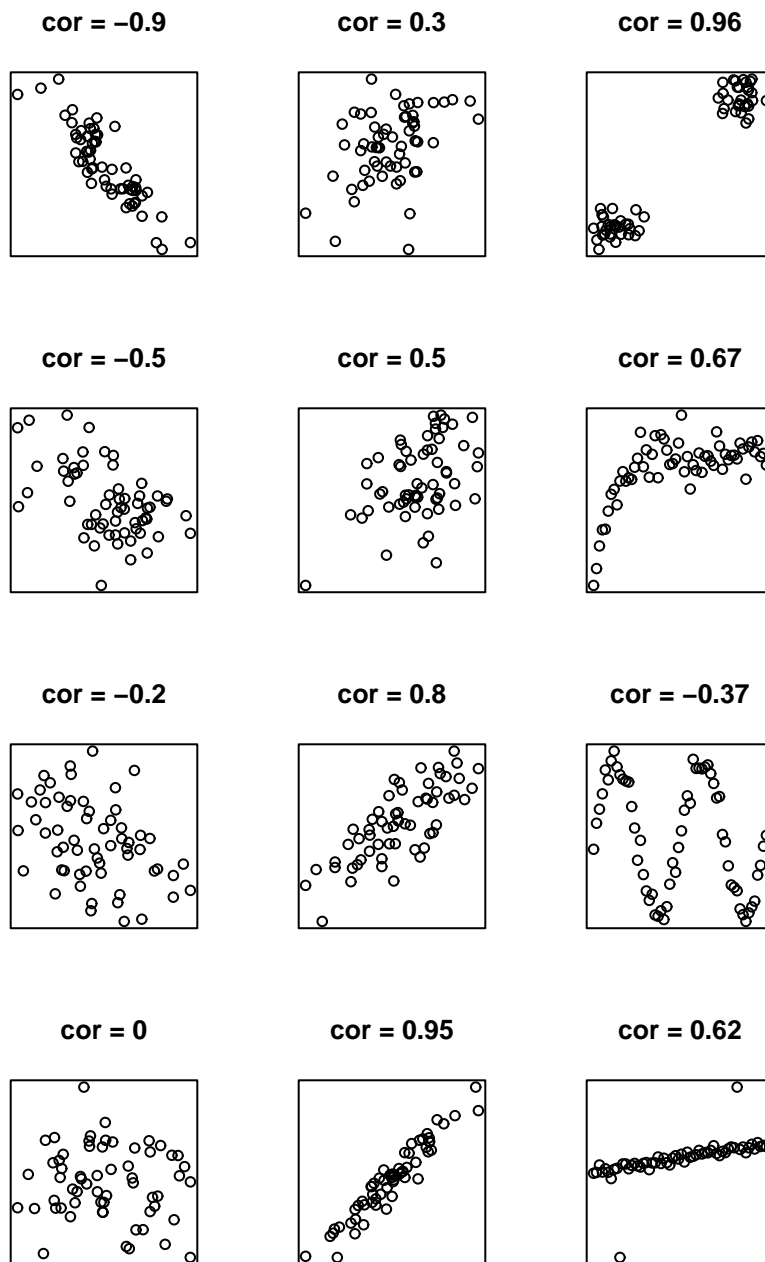 cor = −0.9
cor = 0.3
cor = 0.96
cor = −0.5
cor = 0.5
cor = 0.67
cor = −0.2
cor = 0.8
cor = −0.37
cor = 0
cor = 0.95
cor = 0.62